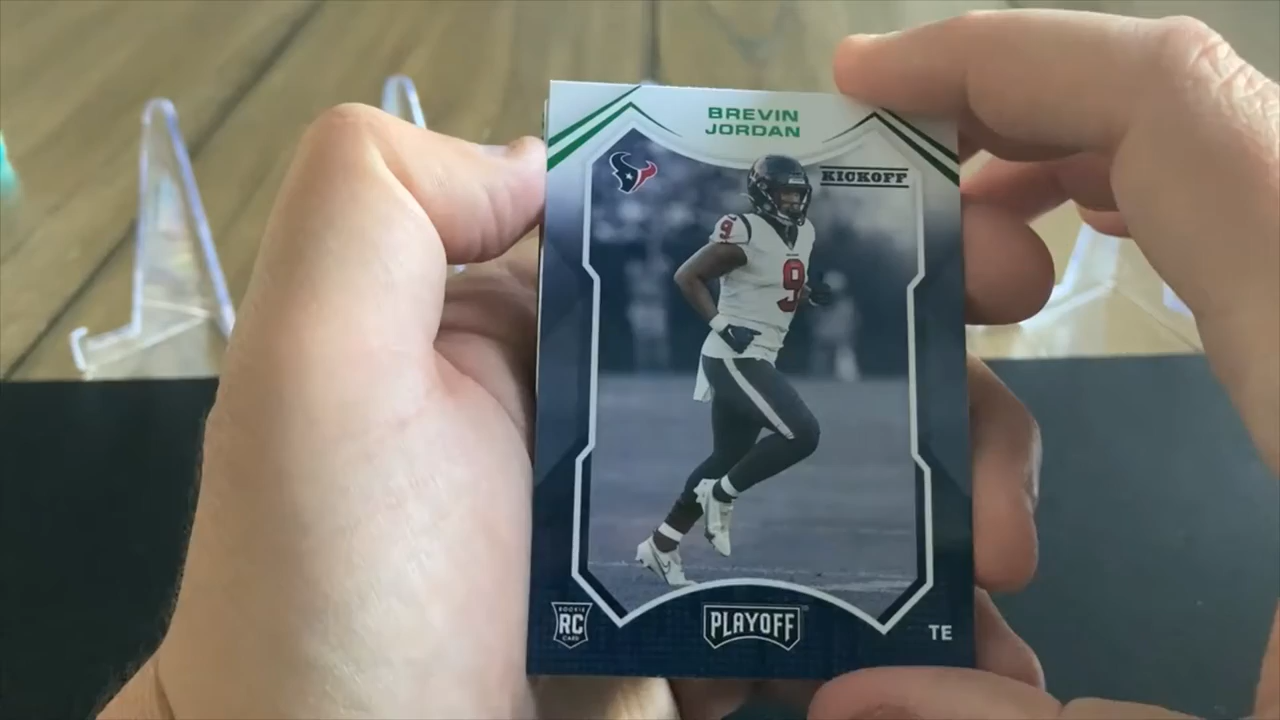 BREVIN
JORDAN
KICKOFF
9
9
ROOKIE
RC
CARD
PLAYOFF
TE